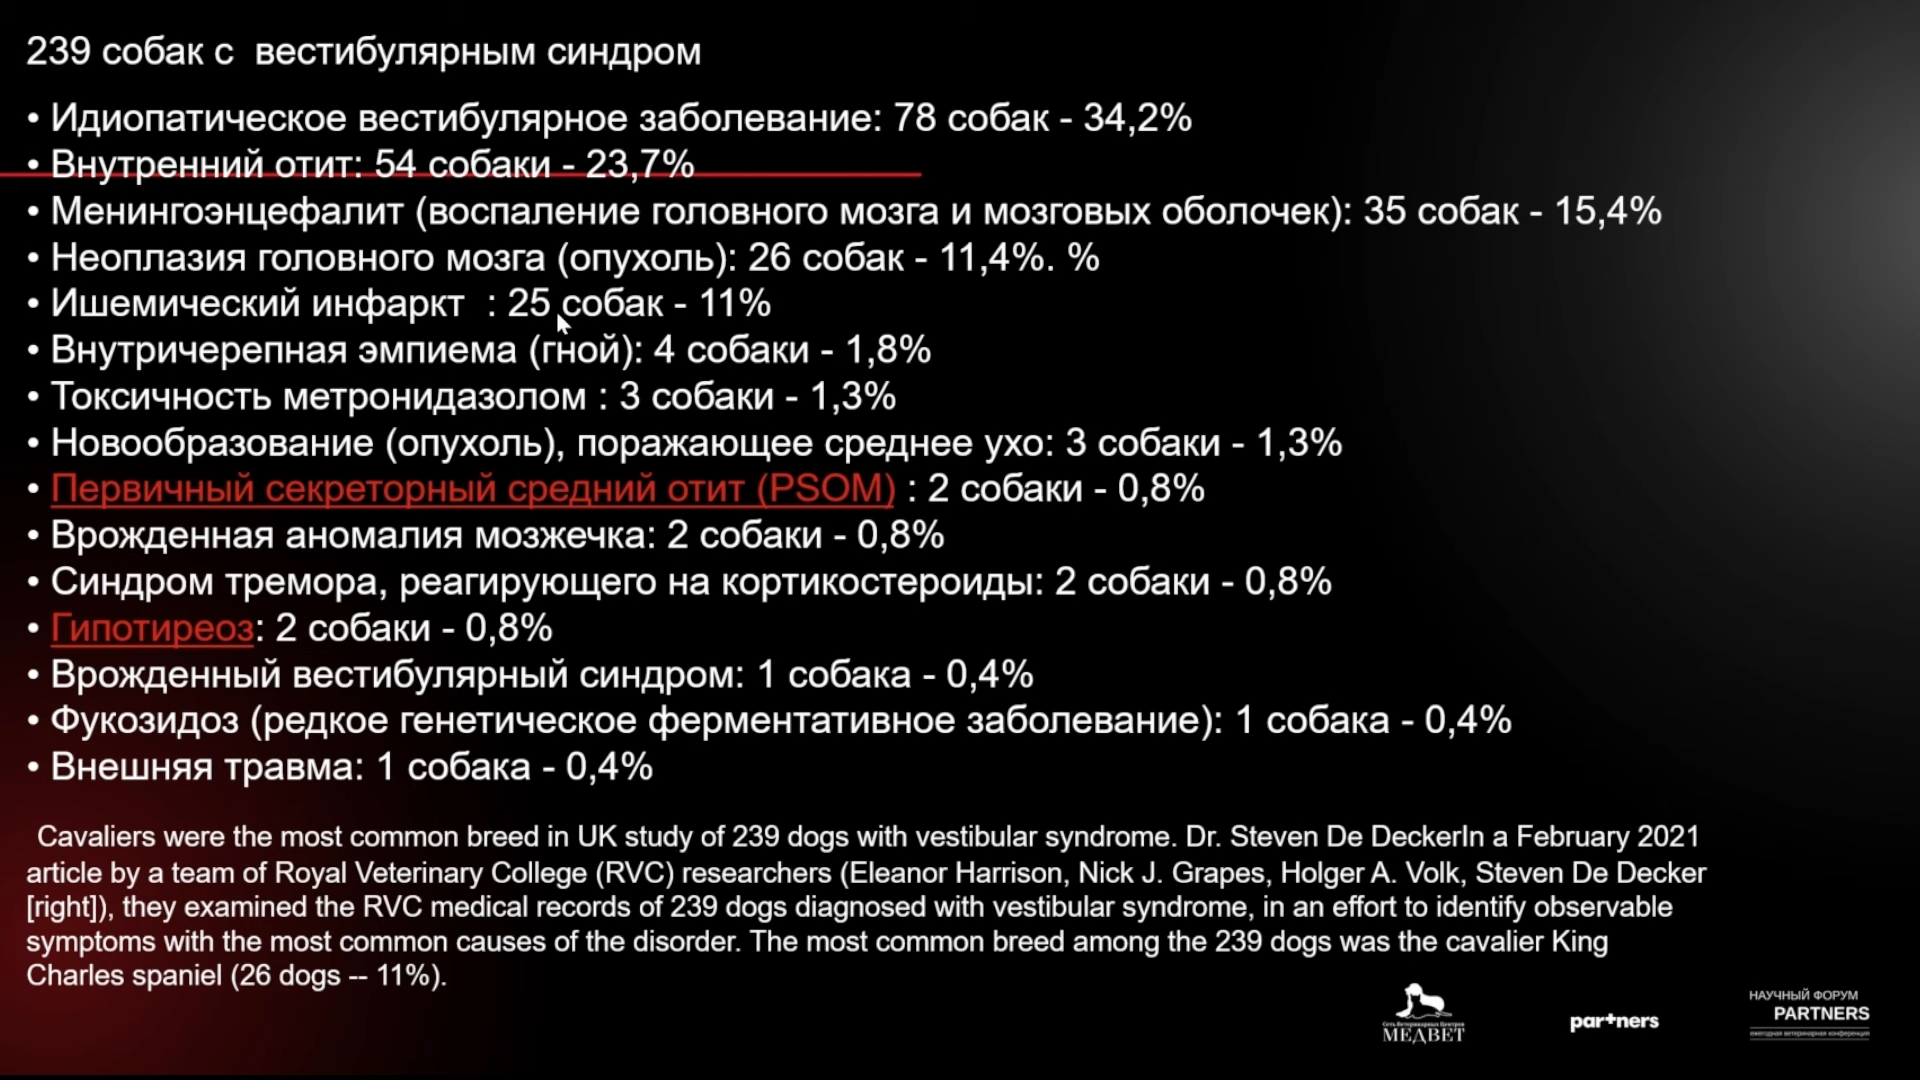 239 собак с  вестибулярным синдром
• Идиопатическое вестибулярное заболевание: 78 собак - 34,2%
• Внутренний отит: 54 собаки - 23,7%
• Менингоэнцефалит (воспаление головного мозга и мозговых оболочек): 35 собак - 15,4%
• Неоплазия головного мозга (опухоль): 26 собак - 11,4%. %
• Ишемический инфаркт  : 25 собак - 11%
• Внутричерепная эмпиема (гной): 4 собаки - 1,8%
• Токсичность метронидазолом : 3 собаки - 1,3%
• Новообразование (опухоль), поражающее среднее ухо: 3 собаки - 1,3%
• Первичный секреторный средний отит (PSOM) : 2 собаки - 0,8%
• Врожденная аномалия мозжечка: 2 собаки - 0,8%
• Синдром тремора, реагирующего на кортикостероиды: 2 собаки - 0,8%
• Гипотиреоз: 2 собаки - 0,8%
• Врожденный вестибулярный синдром: 1 собака - 0,4%
• Фукозидоз (редкое генетическое ферментативное заболевание): 1 собака - 0,4%
• Внешняя травма: 1 собака - 0,4%
Cavaliers were the most common breed in UK study of 239 dogs with vestibular syndrome. Dr. Steven De DeckerIn a February 2021
article by a team of Royal Veterinary College (RVC) researchers (Eleanor Harrison, Nick J. Grapes, Holger A. Volk, Steven De Decker
[right]), they examined the RVC medical records of 239 dogs diagnosed with vestibular syndrome, in an effort to identify observable
symptoms with the most common causes of the disorder. The most common breed among the 239 dogs was the cavalier King
Charles spaniel (26 dogs -- 11%).
Сеть Ветеринарных Центров
МЕДВЕТ
partners
НАУЧНЫЙ ФОРУМ
PARTNERS
ежегодная ветеринарная конференция